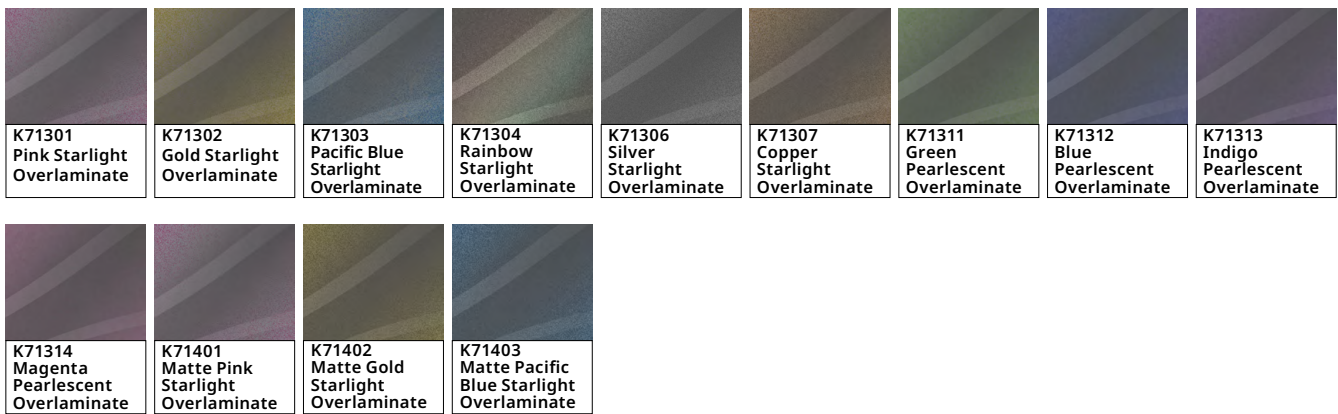 K71301
Pink Starlight
Overlaminate
K71302
Gold Starlight
Overlaminate
K71303
Pacific Blue
Starlight
Overlaminate
K71304
Rainbow
Starlight
Overlaminate
K71306
Silver
Starlight
Overlaminate
K71307
Copper
Starlight
Overlaminate
K71311
Green
Pearlescent
Overlaminate
K71312
Blue
Pearlescent
Overlaminate
K71313
Indigo
Pearlescent
Overlaminate
K71314
Magenta
Pearlescent
Overlaminate
K71401
Matte Pink
Starlight
Overlaminate
K71402
Matte Gold
Starlight
Overlaminate
K71403
Matte Pacific
Blue Starlight
Overlaminate